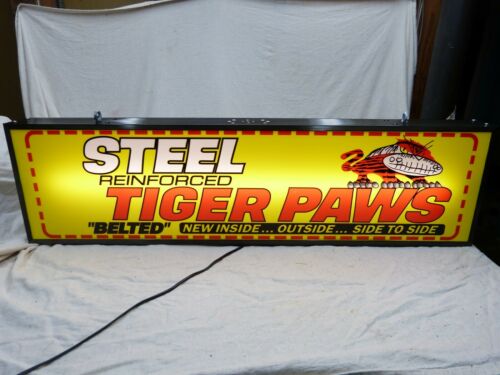 STEEL
REINFORCED
TIGER PAWS
"BELTED" NEW INSIDE... OUTSIDE... SIDE TO SIDE